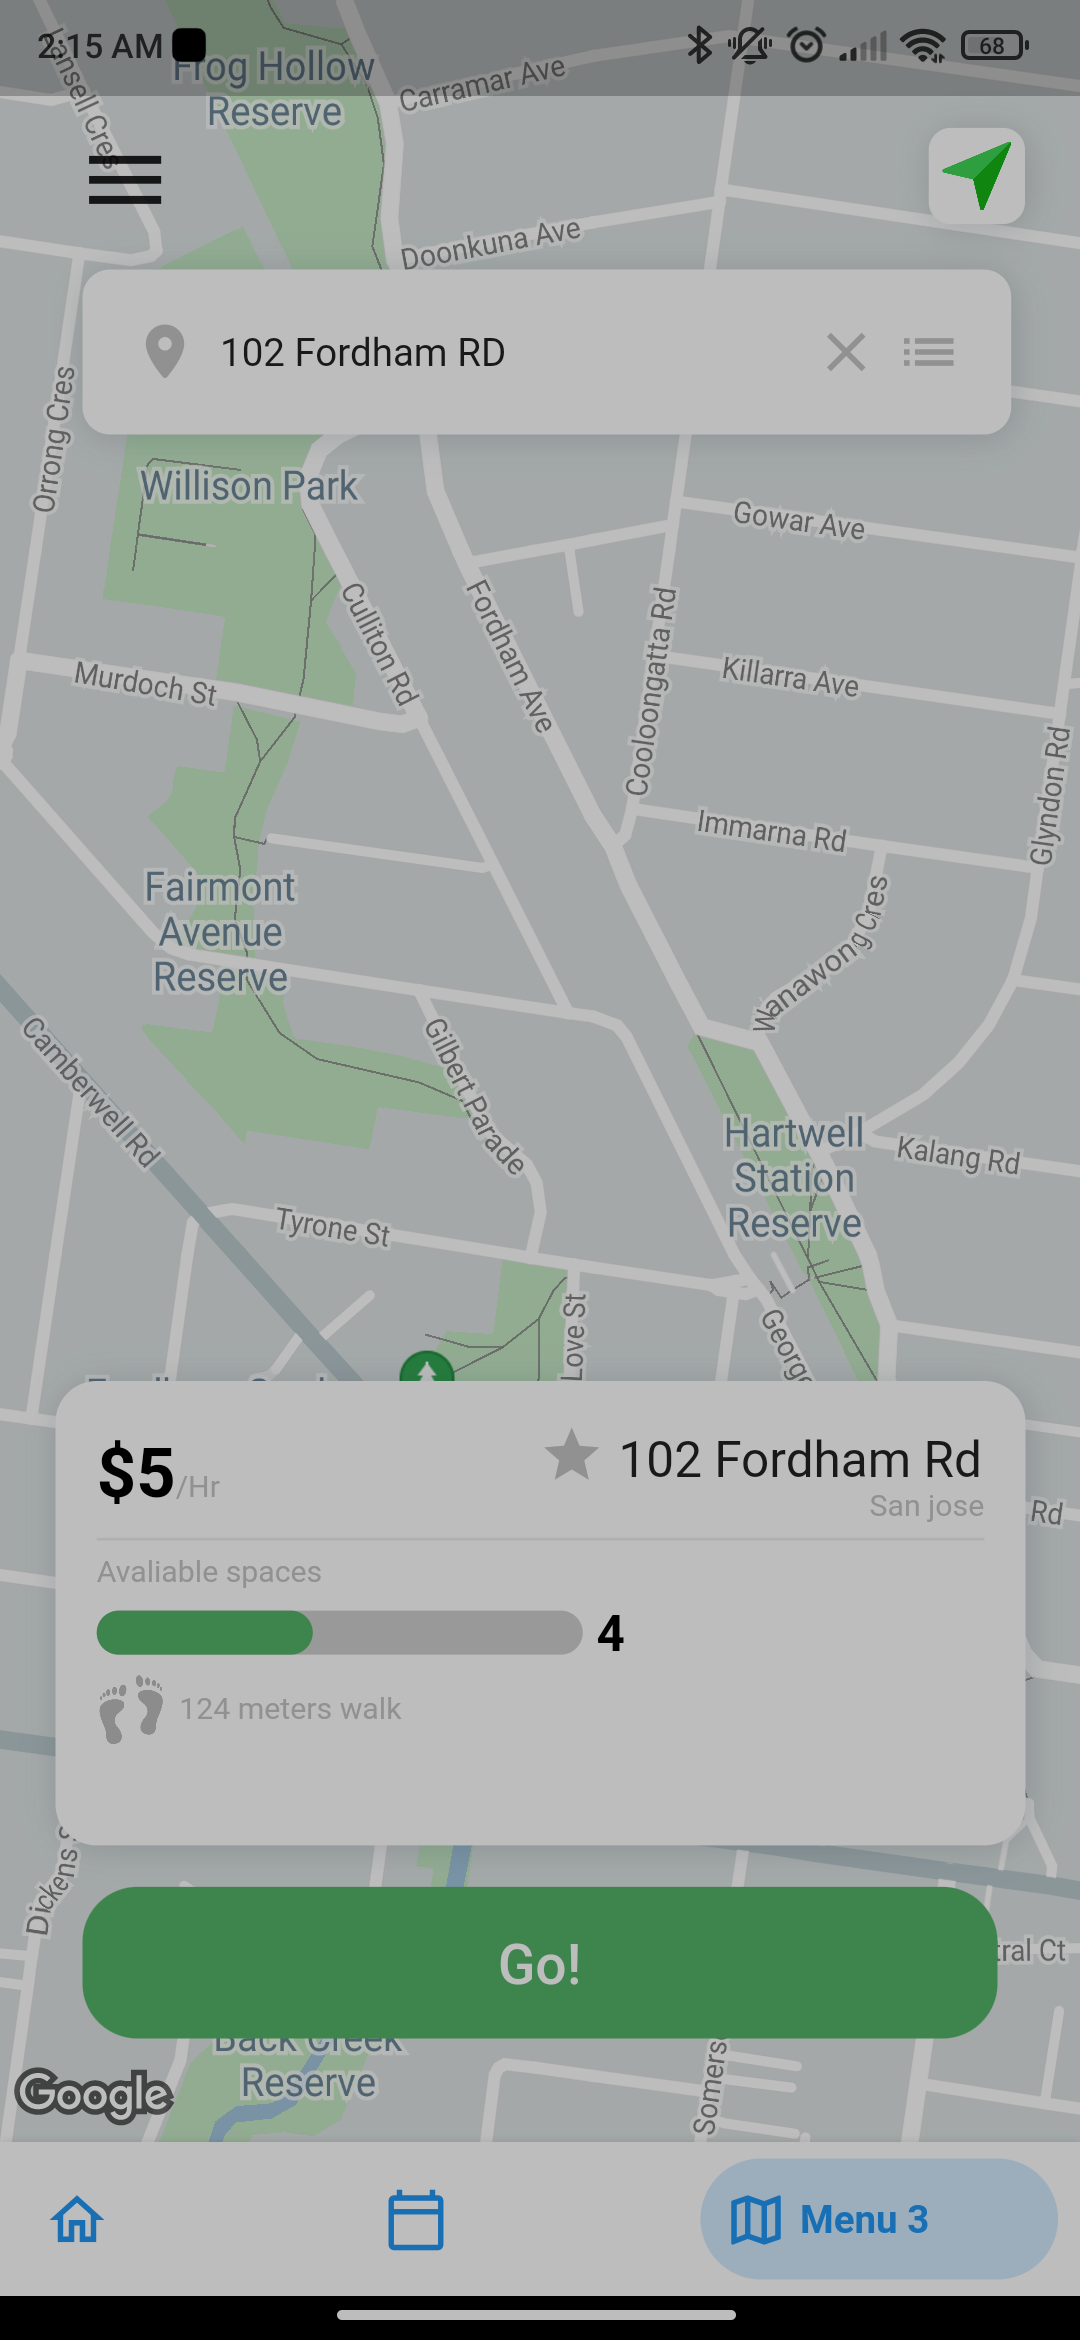 2:15 AM
68
Lansell Cres
Frog Hollow
Reserve
Carramar Ave
Doonkuna Ave
102 Fordham RD
Orrong Cres
Willison Park
Gowar Ave
Culliton Rd
Fordham Ave
Cooloongatta Rd
Murdoch St
Killarra Ave
Glyndon Rd
Immarna Rd
Fairmont
Avenue
Reserve
Wanawong Cres
Camberwell Rd
Gilbert Parade
Hartwell
Station
Reserve
Kalang Rd
Tyrone St
Love St
George
$5/Hr
102 Fordham Rd
San jose
Rd
Avaliable spaces
4
124 meters walk
Dickens S
Go!
tral Ct
Back Creek
Reserve
Somers
Google
Menu 3